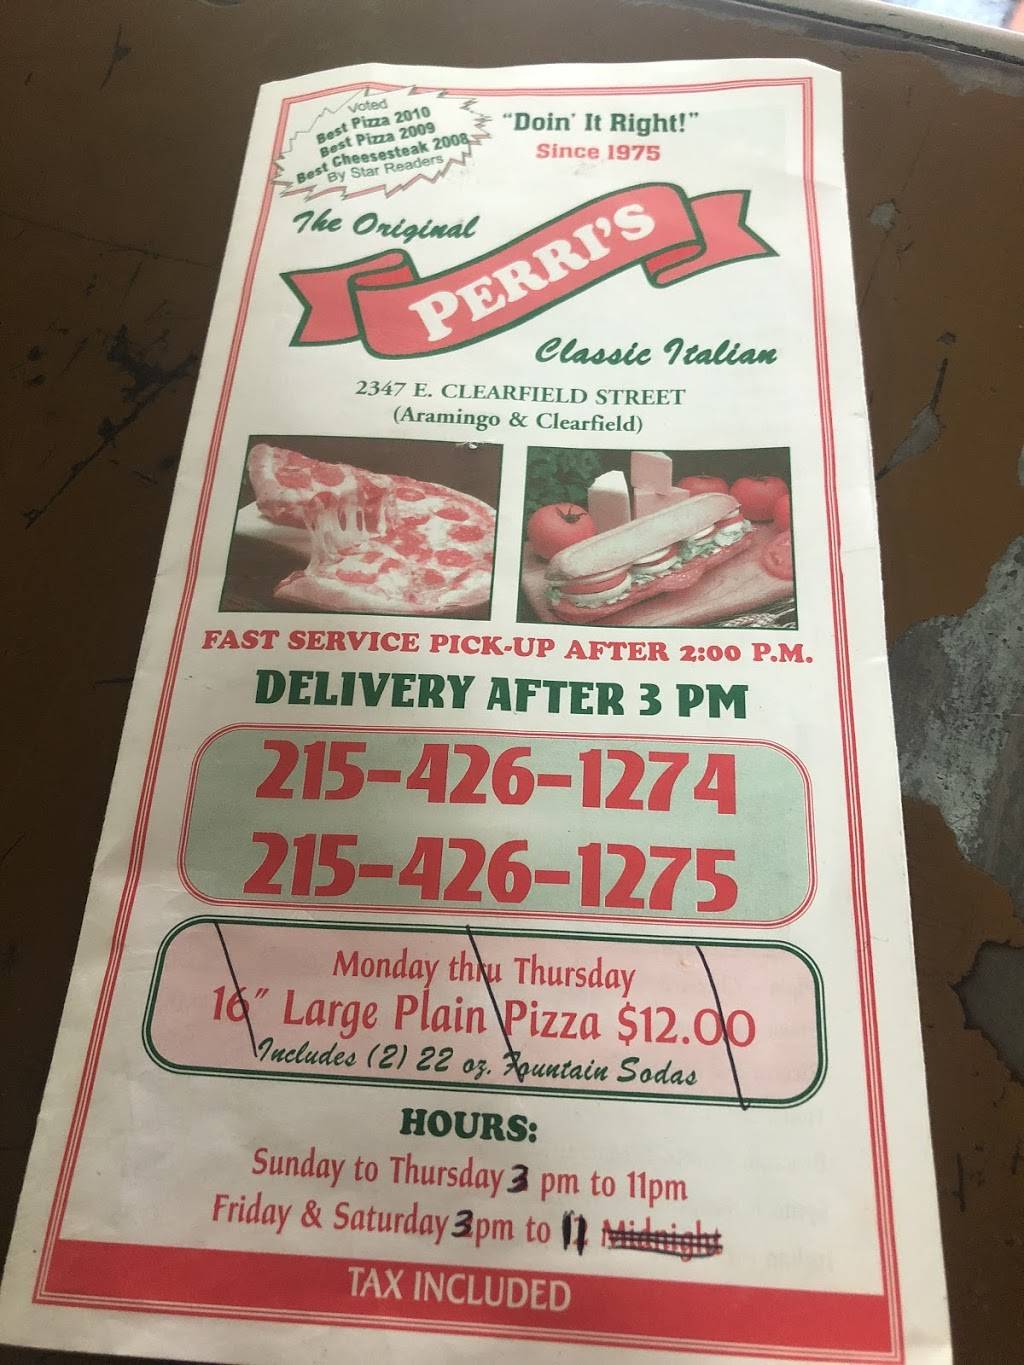 Voted
Best Pizza 2010
Best Pizza 2009
Best Cheesesteak 2008
By Star Readers
"Doin' It Right!"
Since 1975
The Original
PERRI'S
Classic Italian
2347 E. CLEARFIELD STREET
(Aramingo & Clearfield)
FAST SERVICE PICK-UP AFTER 2:00 P.M.
DELIVERY AFTER 3 PM
215-426-1274
215-426-1275
Monday thru Thursday
16" Large Plain Pizza $12.00
Includes (2) 22 oz. Fountain Sodas
HOURS:
Sunday to Thursday 3 pm to 11pm
Friday & Saturday 3pm to 11 Midnight
TAX INCLUDED